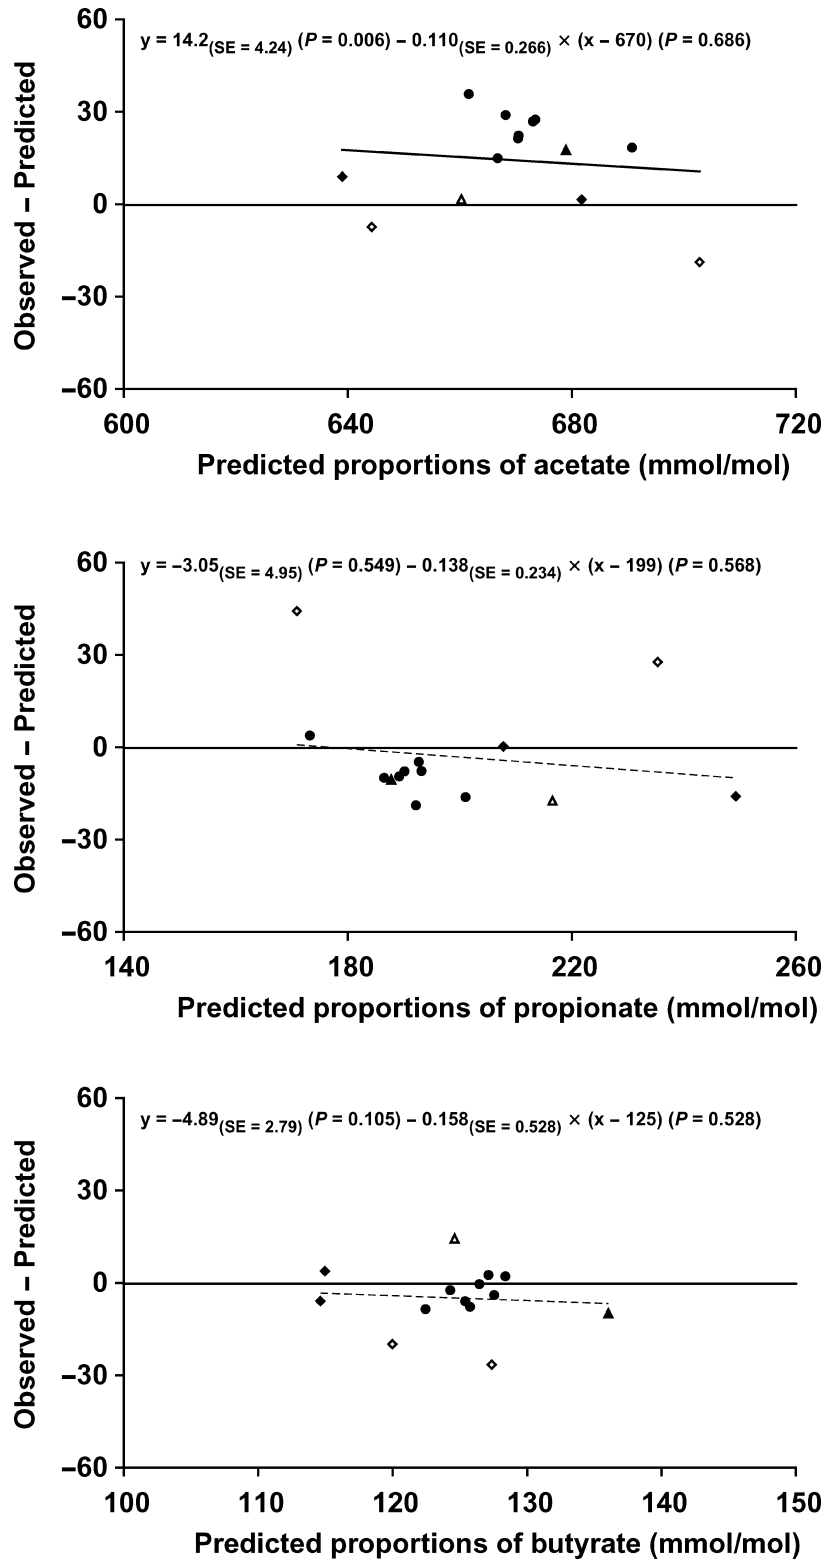 y = 14.2(SE = 4.24) (P = 0.006) – 0.110(SE = 0.266) × (x – 670) (P = 0.686)
60
30
0
–30
–60
Observed – Predicted
600 640 680 720
Predicted proportions of acetate (mmol/mol)
y = –3.05(SE = 4.95) (P = 0.549) – 0.138(SE = 0.234) × (x – 199) (P = 0.568)
60
30
0
–30
–60
Observed – Predicted
140 180 220 260
Predicted proportions of propionate (mmol/mol)
y = –4.89(SE = 2.79) (P = 0.105) – 0.158(SE = 0.528) × (x – 125) (P = 0.528)
60
30
0
–30
–60
Observed – Predicted
100 110 120 130 140 150
Predicted proportions of butyrate (mmol/mol)